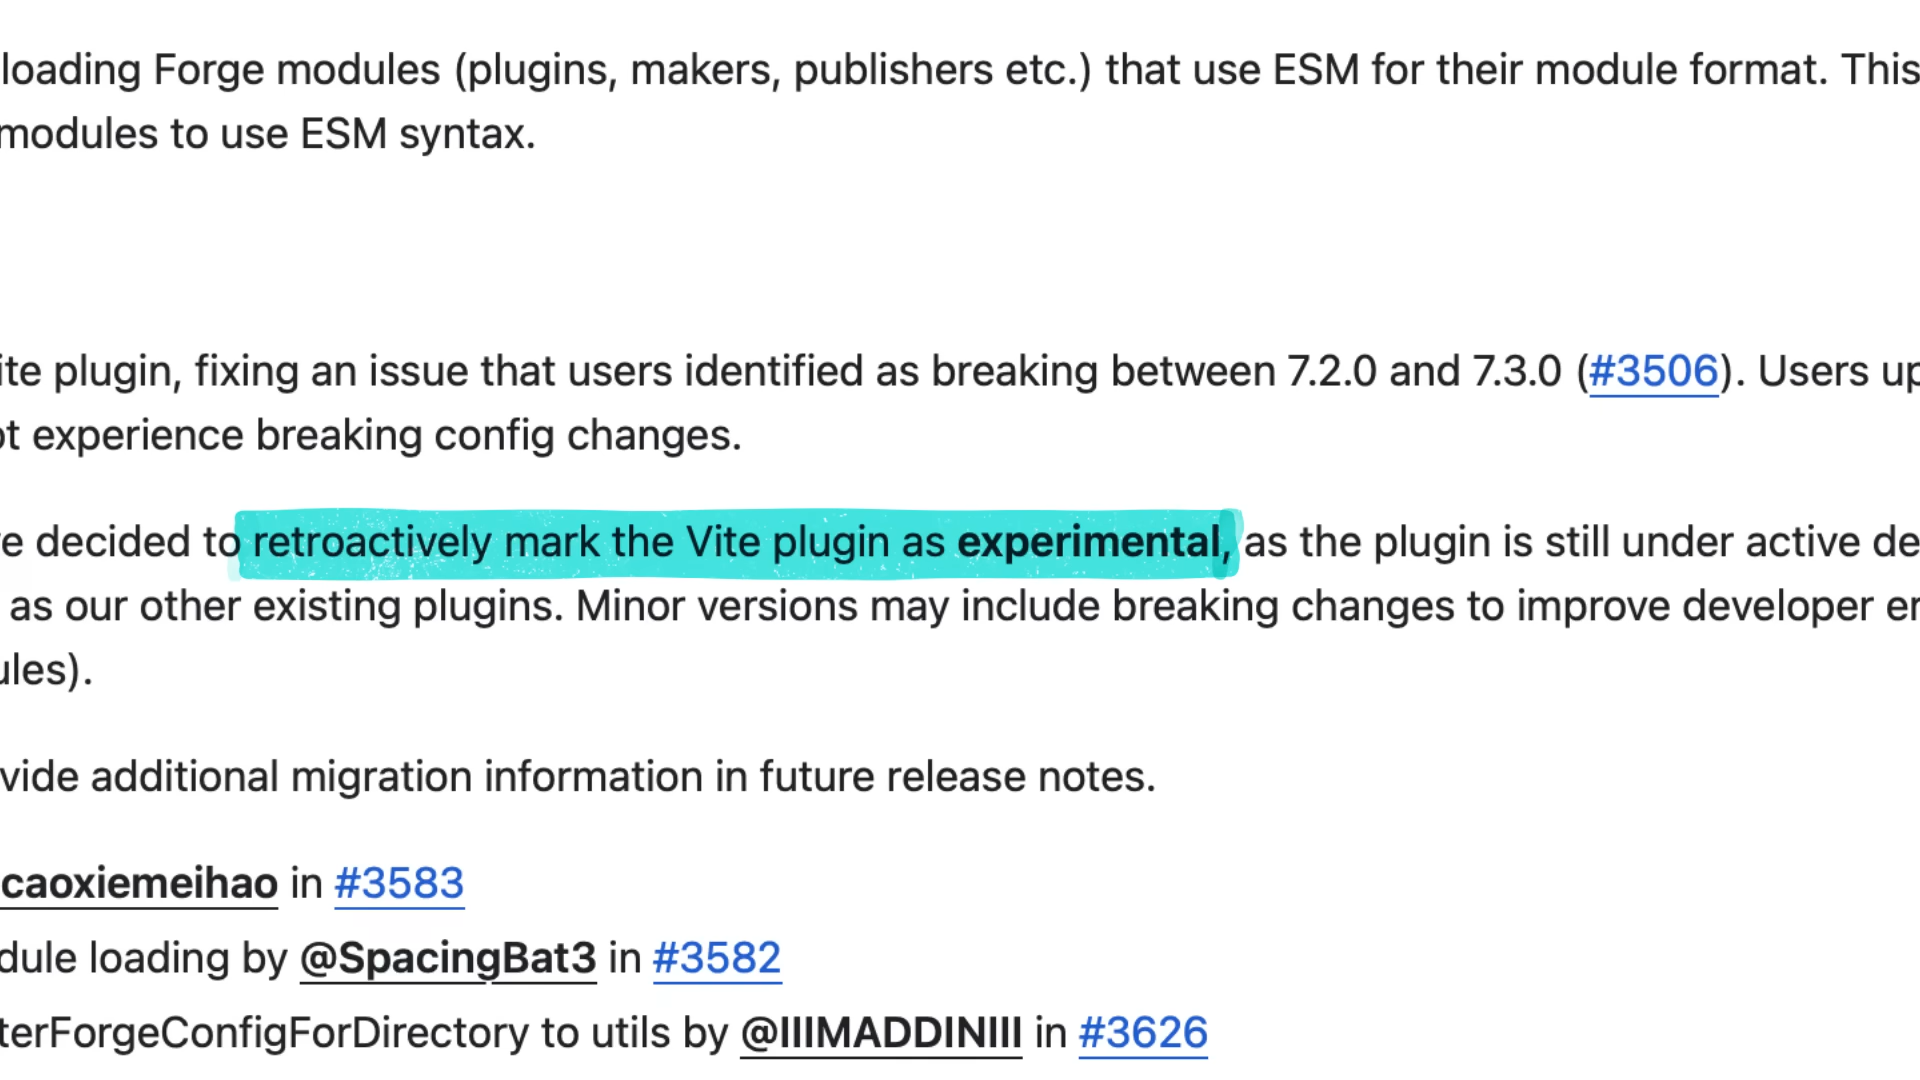 loading Forge modules (plugins, makers, publishers etc.) that use ESM for their module format. This
modules to use ESM syntax.
ite plugin, fixing an issue that users identified as breaking between 7.2.0 and 7.3.0 (#3506). Users up
ot experience breaking config changes.
e decided to retroactively mark the Vite plugin as experimental, as the plugin is still under active de
as our other existing plugins. Minor versions may include breaking changes to improve developer er
ules).
vide additional migration information in future release notes.
caoxiemeihao in #3583
dule loading by @SpacingBat3 in #3582
terForgeConfigForDirectory to utils by @IIIMADDINIII in #3626